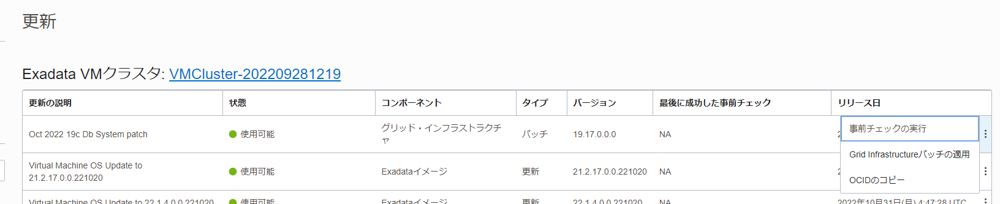 更新
Exadata VMクラスタ: VMCluster-202209281219
更新の説明 状態 コンポーネント タイプ バージョン 最後に成功した事前チェック リリース日
Oct 2022 19c Db System patch 使用可能 グリッド・インフラストラクチャ パッチ 19.17.0.0.0 NA 2
事前チェックの実行
Grid Infrastructureパッチの適用
OCIDのコピー
Virtual Machine OS Update to
21.2.17.0.0.221020 使用可能 Exadataイメージ 更新 21.2.17.0.0.221020 NA 2
Virtual Machine OS Update to 22.1.4.0.0.221020 使用可能 Exadataイメージ 更新 22.1.4.0.0.221020 NA 2022年10月31日(月) 4:47:28 UTC